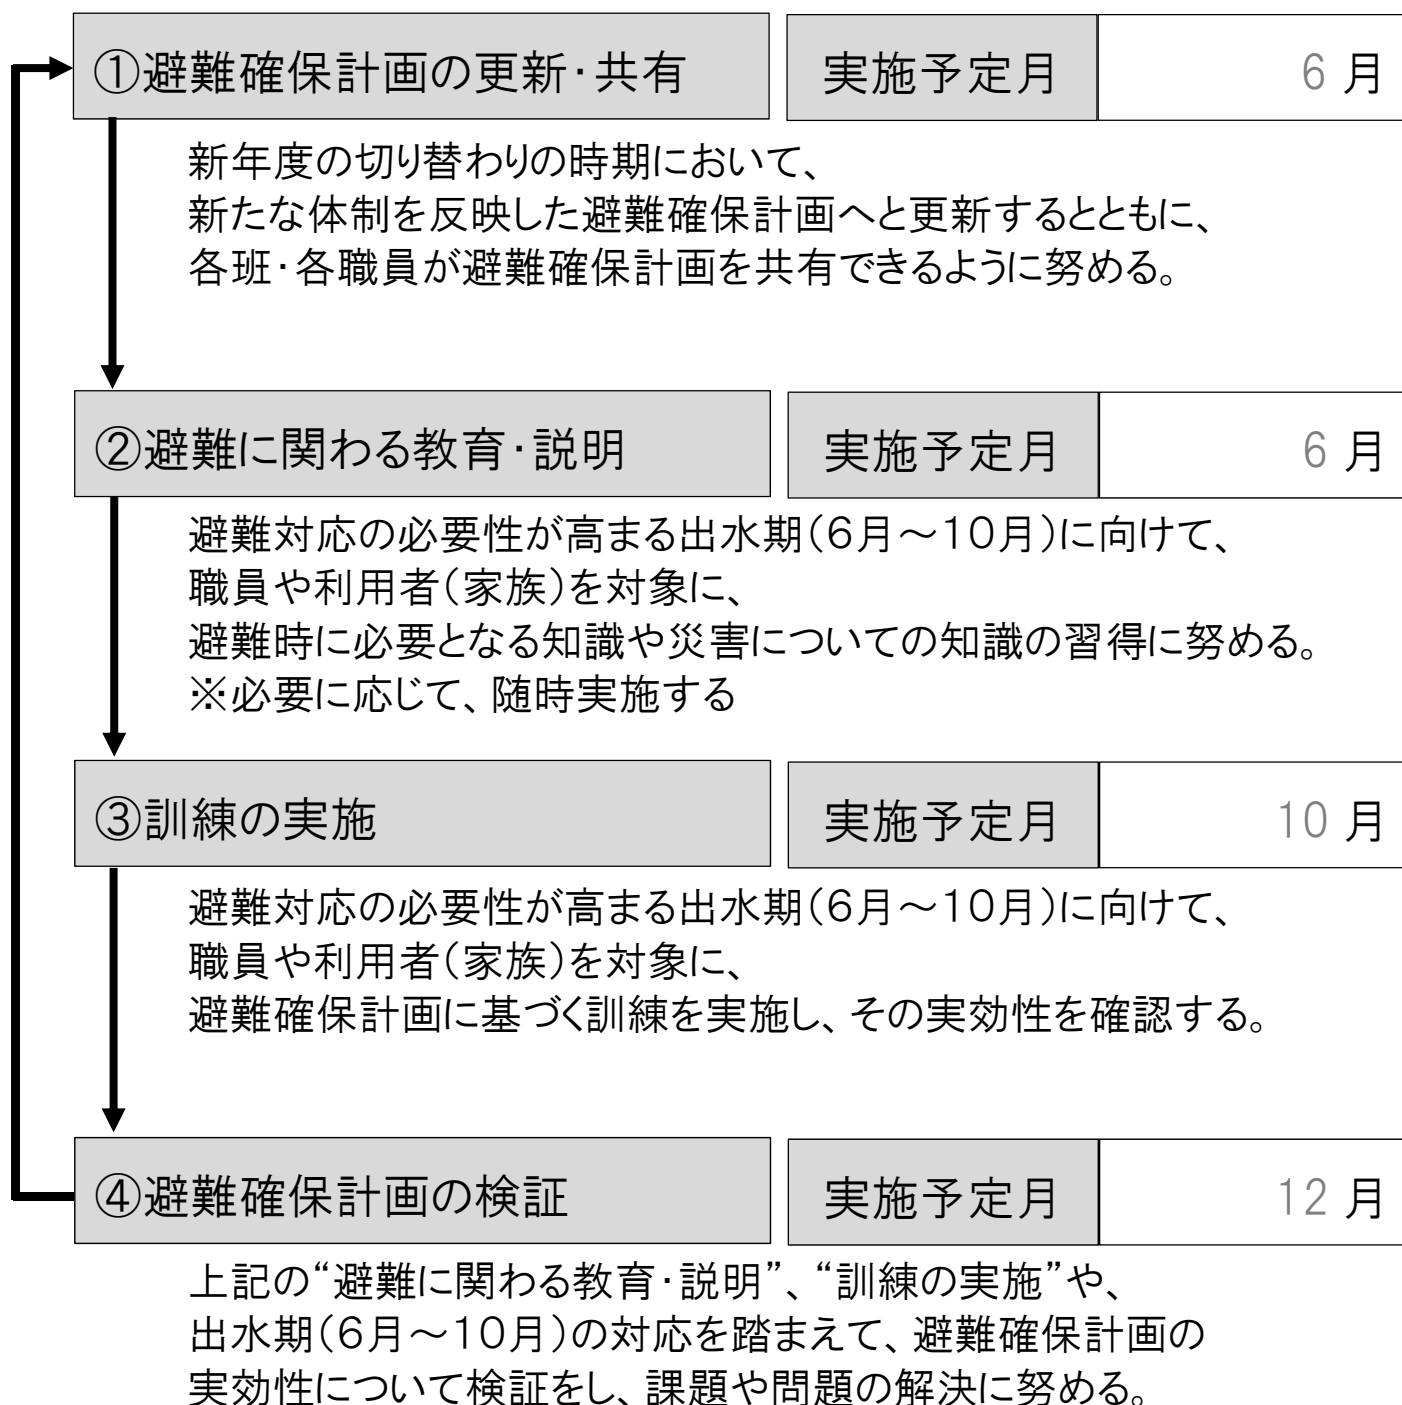 ①避難確保計画の更新・共有 実施予定月 6 月
新年度の切り替わりの時期において、
新たな体制を反映した避難確保計画へと更新するとともに、
各班・各職員が避難確保計画を共有できるように努める。
②避難に関わる教育・説明 実施予定月 6 月
避難対応の必要性が高まる出水期（6月～10月）に向けて、
職員や利用者（家族）を対象に、
避難時に必要となる知識や災害についての知識の習得に努める。
※必要に応じて、随時実施する
③訓練の実施 実施予定月 10 月
避難対応の必要性が高まる出水期（6月～10月）に向けて、
職員や利用者（家族）を対象に、
避難確保計画に基づく訓練を実施し、その実効性を確認する。
④避難確保計画の検証 実施予定月 12 月
上記の“避難に関わる教育・説明”、“訓練の実施”や、
出水期（6月～10月）の対応を踏まえて、避難確保計画の
実効性について検証をし、課題や問題の解決に努める。